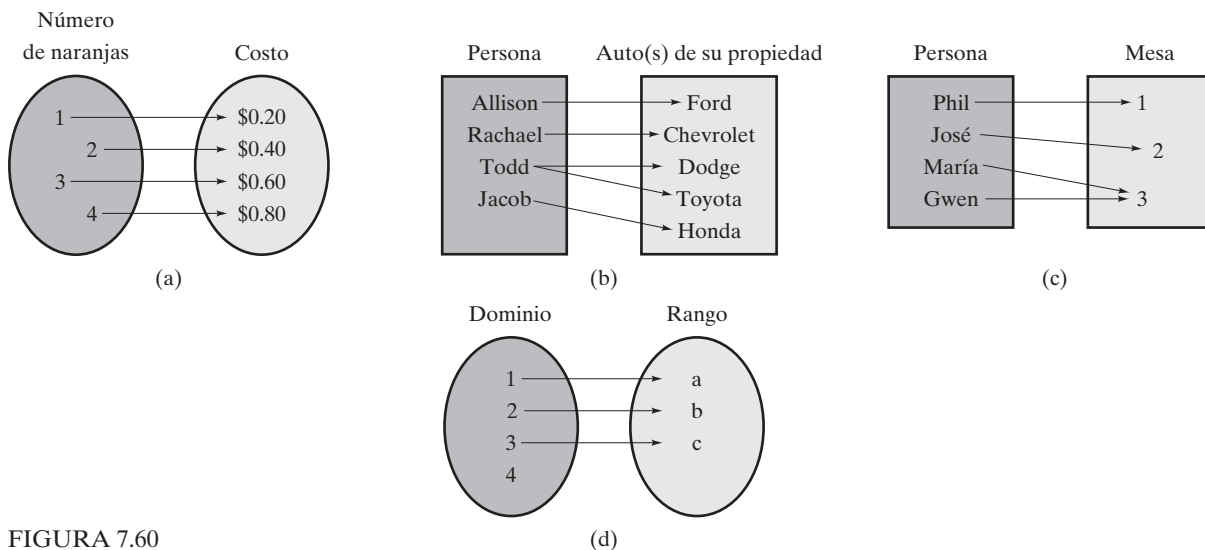 Número
de naranjas
Costo
1
$0.20
2
$0.40
3
$0.60
4
$0.80
(a)
Persona
Auto(s) de su propiedad
Allison
Ford
Rachael
Chevrolet
Todd
Dodge
Jacob
Toyota
Honda
(b)
Persona
Mesa
Phil
1
José
2
María
Gwen
3
(c)
Dominio
Rango
1
a
2
b
3
c
4
(d)
FIGURA 7.60